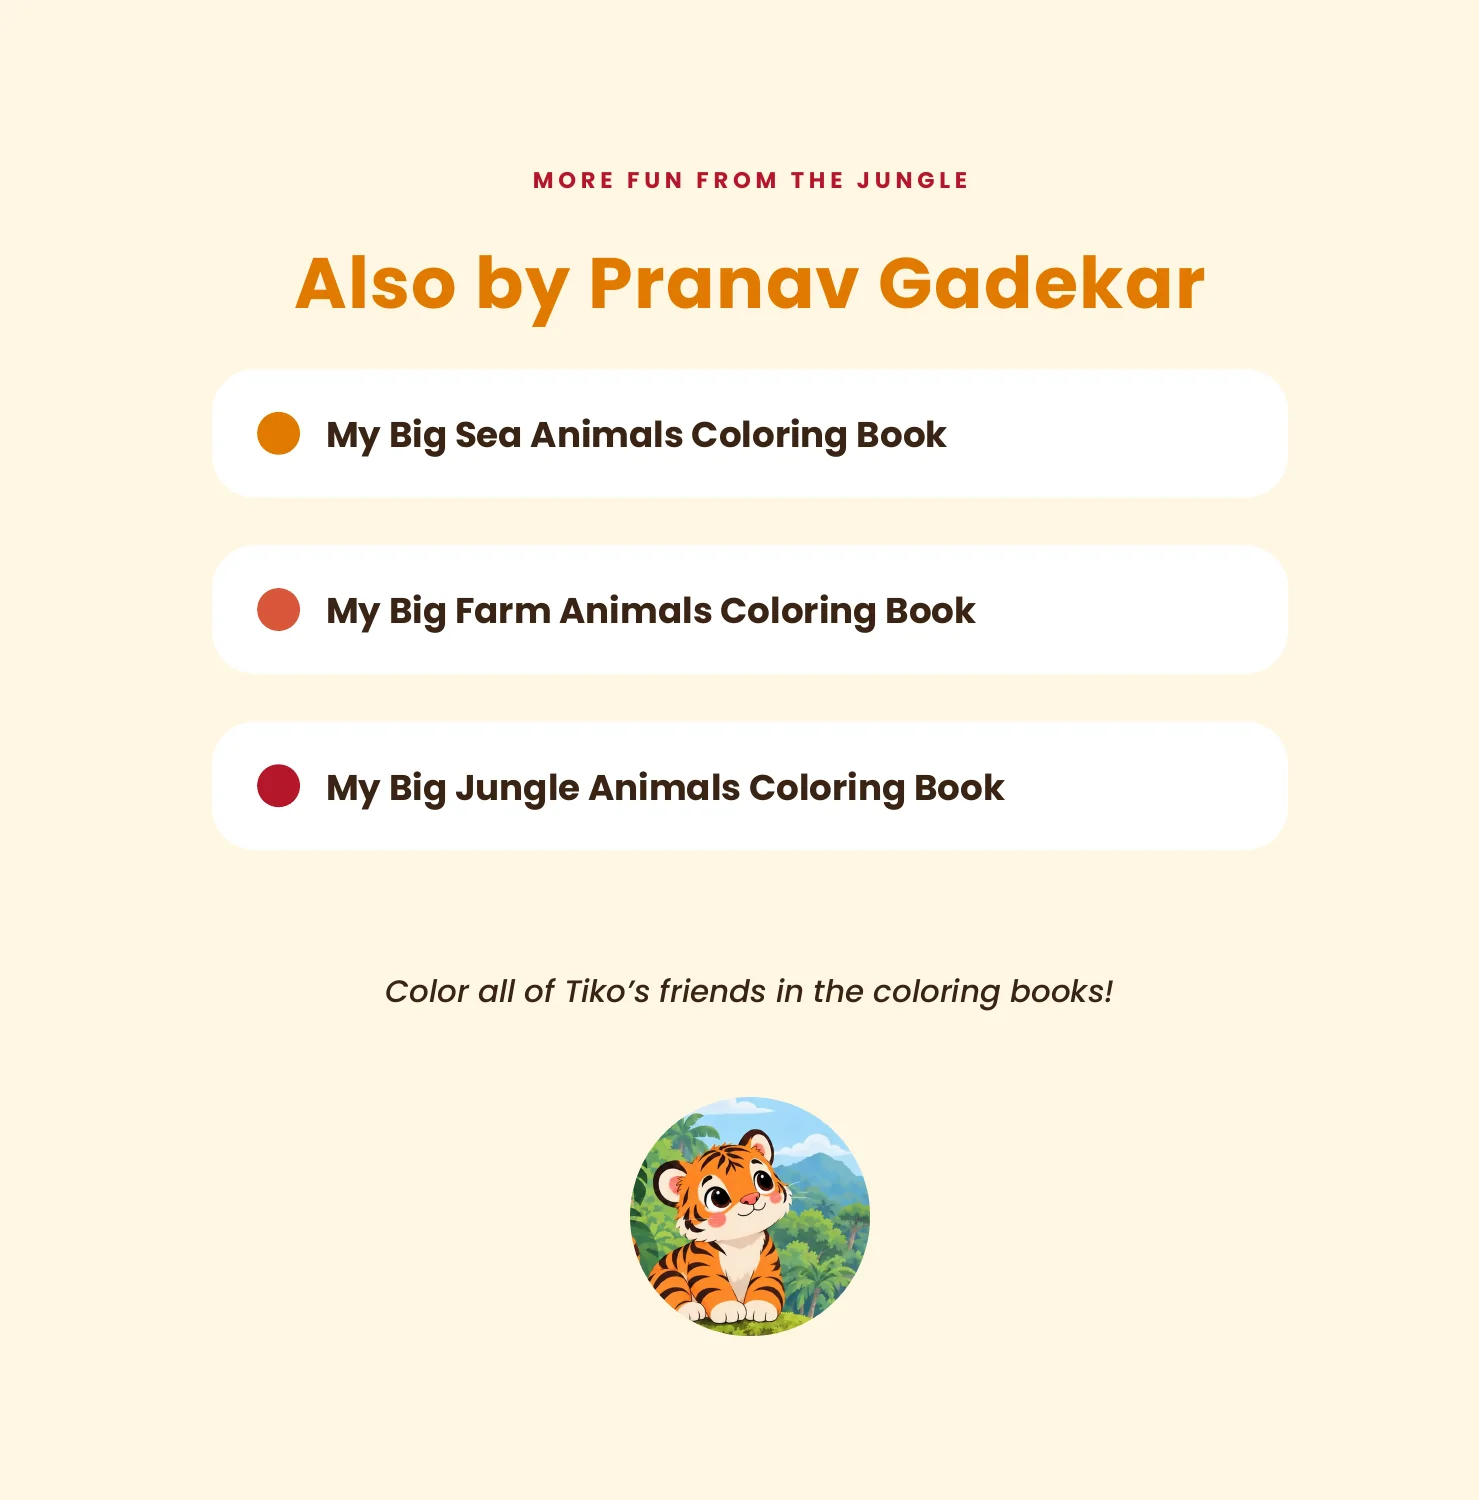 MORE FUN FROM THE JUNGLE
Also by Pranav Gadekar
My Big Sea Animals Coloring Book
My Big Farm Animals Coloring Book
My Big Jungle Animals Coloring Book
Color all of Tiko’s friends in the coloring books!